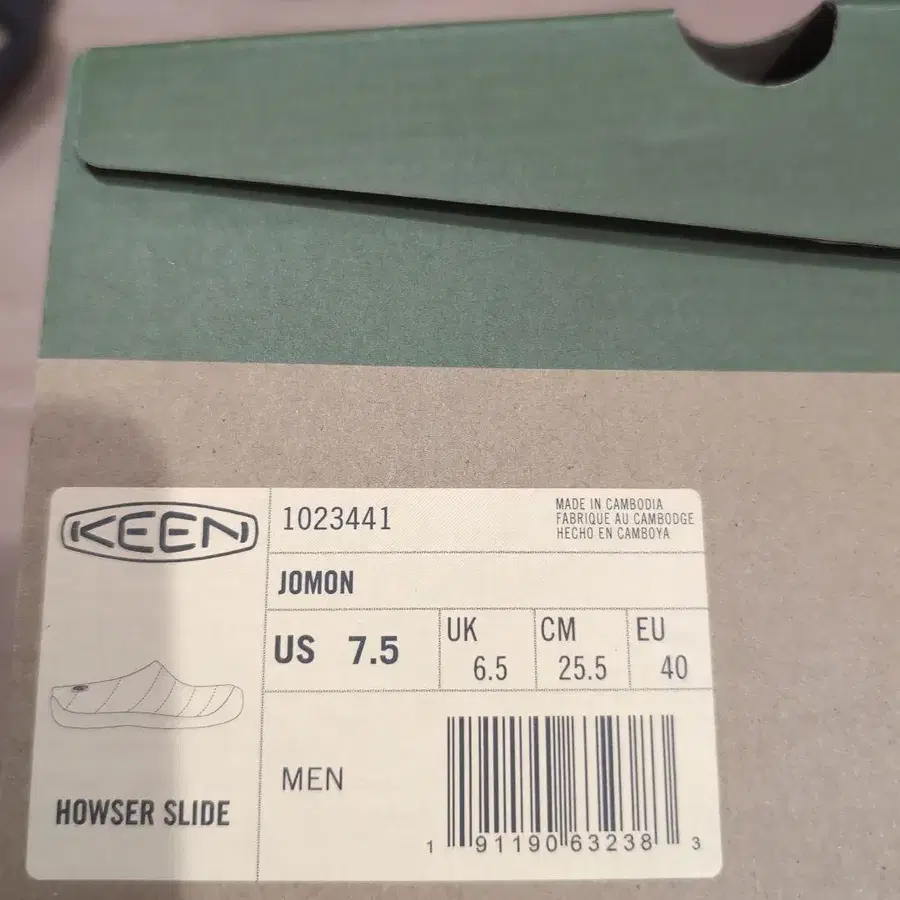 KEEN
1023441
MADE IN CAMBODIA
FABRIQUE AU CAMBODGE
HECHO EN CAMBOYA
JOMON
US 7.5
UK 6.5
CM 25.5
EU 40
MEN
HOWSER SLIDE
1 91190 63238 3